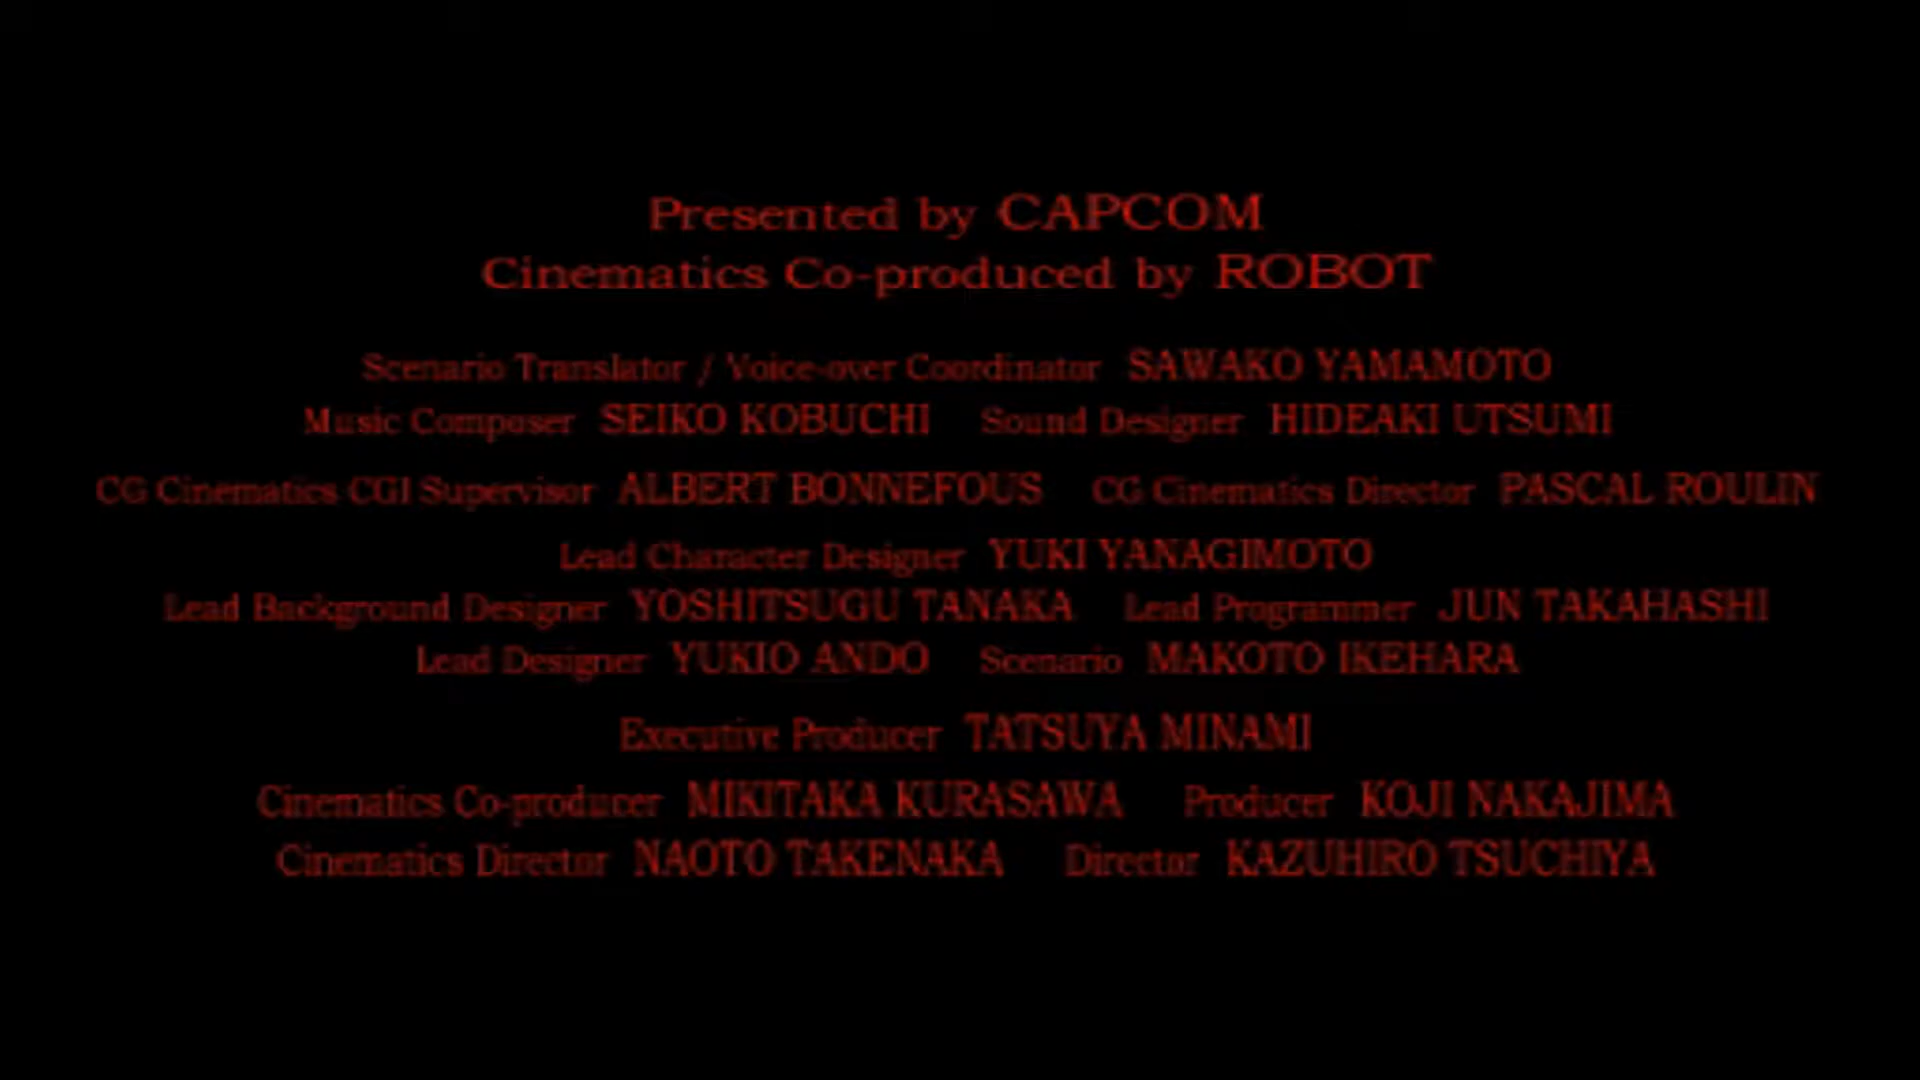 Presented by CAPCOM
Cinematics Co-produced by ROBOT
Scenario Translator / Voice-over Coordinator SAWAKO YAMAMOTO
Music Composer SEIKO KOBUCHI Sound Designer HIDEAKI UTSUMI
CG Cinematics CGI Supervisor ALBERT BONNEFOUS CG Cinematics Director PASCAL ROULIN
Lead Character Designer YUKI YANAGIMOTO
Lead Background Designer YOSHITSUGU TANAKA Lead Programmer JUN TAKAHASHI
Lead Designer YUKIO ANDO Scenario MAKOTO IKEHARA
Executive Producer TATSUYA MINAMI
Cinematics Co-producer MIKITAKA KURASAWA Producer KOJI NAKAJIMA
Cinematics Director NAOTO TAKENAKA Director KAZUHIRO TSUCHIYA